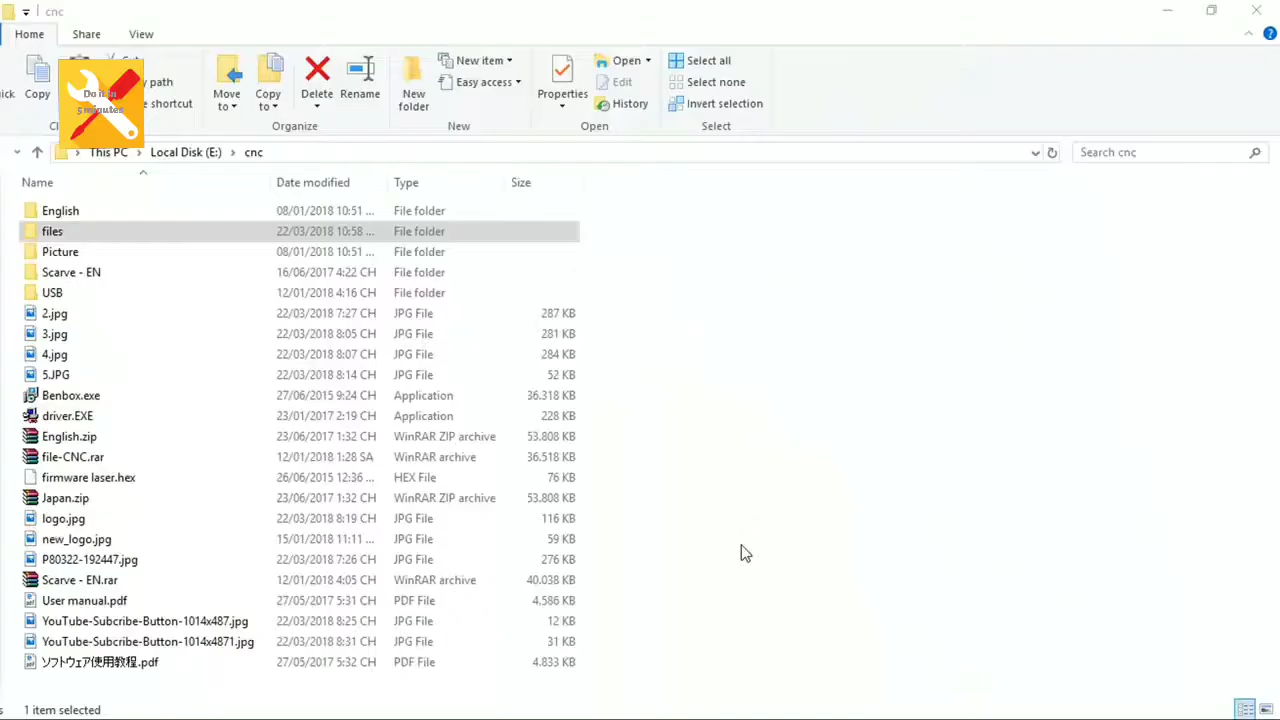 cnc
Home Share View
Copy
path
shortcut
Move to
Copy to
Delete
Rename
New folder
New item
Easy access
Properties
Open
Edit
History
Select all
Select none
Invert selection
Organize New Open Select
Do it in
5 minutes
This PC Local Disk (E:) cnc Search cnc
Name Date modified Type Size
English 08/01/2018 10:51 ... File folder
files 22/03/2018 10:58 ... File folder
Picture 08/01/2018 10:51 ... File folder
Scarve - EN 16/06/2017 4:22 CH File folder
USB 12/01/2018 4:16 CH File folder
2.jpg 22/03/2018 7:27 CH JPG File 287 KB
3.jpg 22/03/2018 8:05 CH JPG File 281 KB
4.jpg 22/03/2018 8:07 CH JPG File 284 KB
5.JPG 22/03/2018 8:14 CH JPG File 52 KB
Benbox.exe 27/06/2015 9:24 CH Application 36.318 KB
driver.EXE 23/01/2017 2:19 CH Application 228 KB
English.zip 23/06/2017 1:32 CH WinRAR ZIP archive 53.808 KB
file-CNC.rar 12/01/2018 1:28 SA WinRAR archive 36.518 KB
firmware laser.hex 26/06/2015 12:36 ... HEX File 76 KB
Japan.zip 23/06/2017 1:32 CH WinRAR ZIP archive 53.808 KB
logo.jpg 22/03/2018 8:19 CH JPG File 116 KB
new_logo.jpg 15/01/2018 11:11 ... JPG File 59 KB
P80322-192447.jpg 22/03/2018 7:26 CH JPG File 276 KB
Scarve - EN.rar 12/01/2018 4:05 CH WinRAR archive 40.038 KB
User manual.pdf 27/05/2017 5:31 CH PDF File 4.586 KB
YouTube-Subcribe-Button-1014x487.jpg 22/03/2018 8:25 CH JPG File 12 KB
YouTube-Subcribe-Button-1014x4871.jpg 22/03/2018 8:31 CH JPG File 31 KB
ソフトウェア使用教程.pdf 27/05/2017 5:32 CH PDF File 4.833 KB
1 item selected